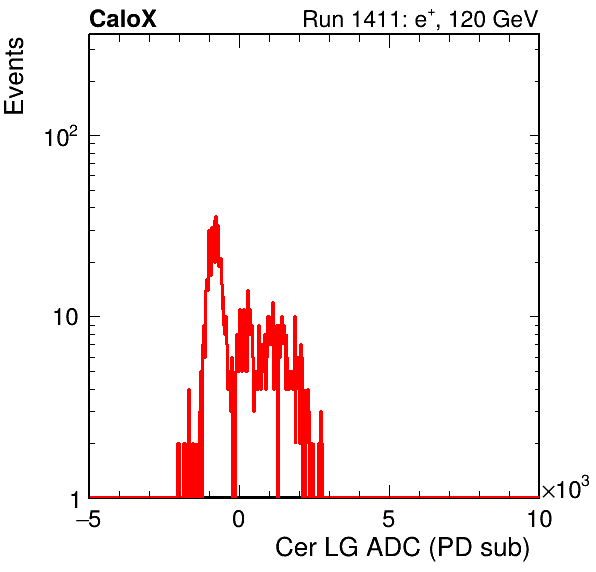 CaloX Run 1411: e⁺, 120 GeV
Events
10²
10
1
−5 0 5 10
×10³
Cer LG ADC (PD sub)